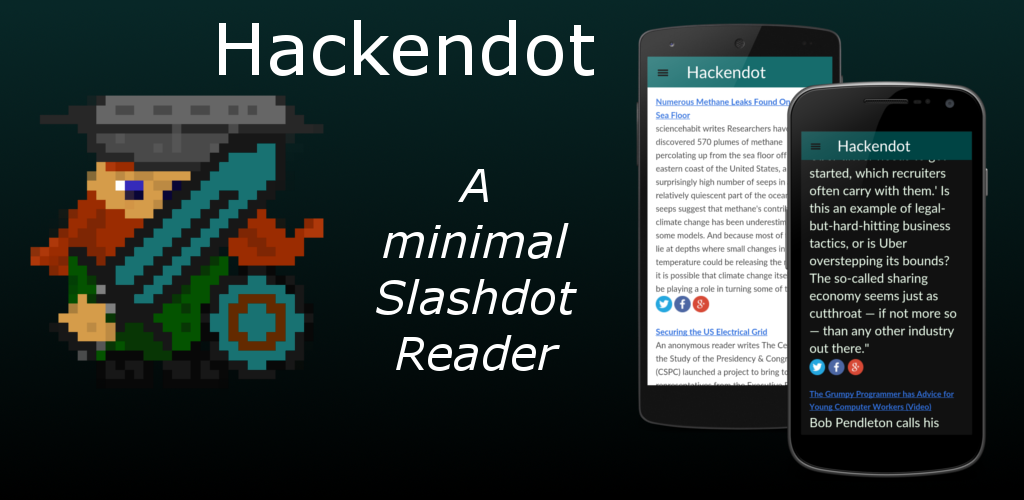 Hackendot
A
minimal
Slashdot
Reader
Hackendot
Numerous Methane Leaks Found On
Sea Floor
sciencehabit writes Researchers have
discovered 570 plumes of methane
percolating up from the sea floor off
eastern coast of the United States, a
surprisingly high number of seeps in
relatively quiescent part of the
seeps suggest that methane's
climate change has been
some models. And because most of
lie at depths where small changes in
temperature could be releasing the
it is possible that climate change
be playing a role in turning some of
Securing the US Electrical Grid
An anonymous reader writes The
the Study of the Presidency &
(CSPC) launched a project to bring
Hackendot
started, which recruiters
often carry with them.' Is
this an example of legal-
but-hard-hitting business
tactics, or is Uber
overstepping its bounds?
The so-called sharing
economy seems just as
cutthroat — if not more so
— than any other industry
out there."
The Grumpy Programmer has Advice for
Young Computer Workers (Video)
Bob Pendleton calls his